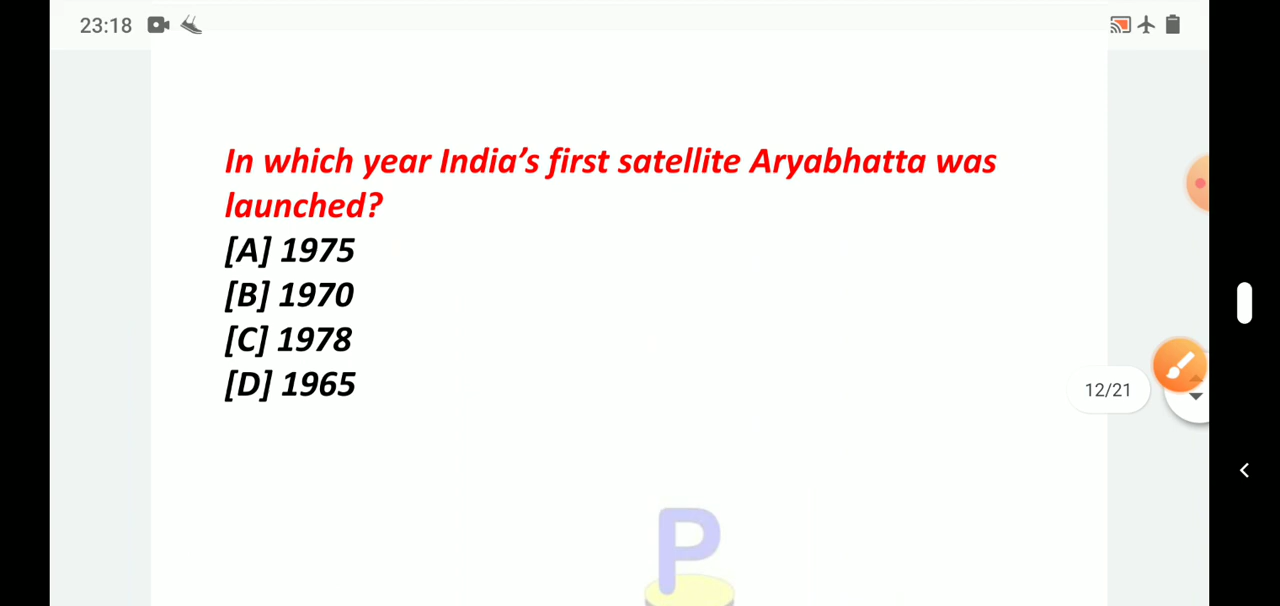 23:18
In which year India’s first satellite Aryabhatta was
launched?
[A] 1975
[B] 1970
[C] 1978
[D] 1965
12/21
P